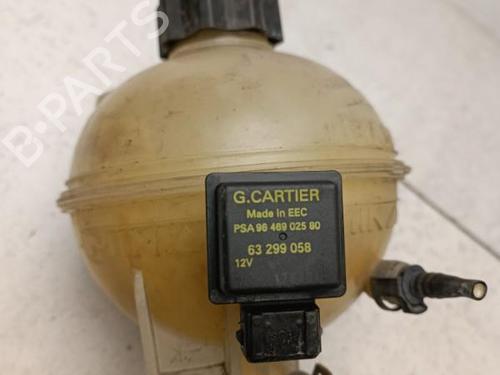 B-PARTS
G.CARTIER
Made in EEC
PSA 96 469 025 80
63 299 058
12V